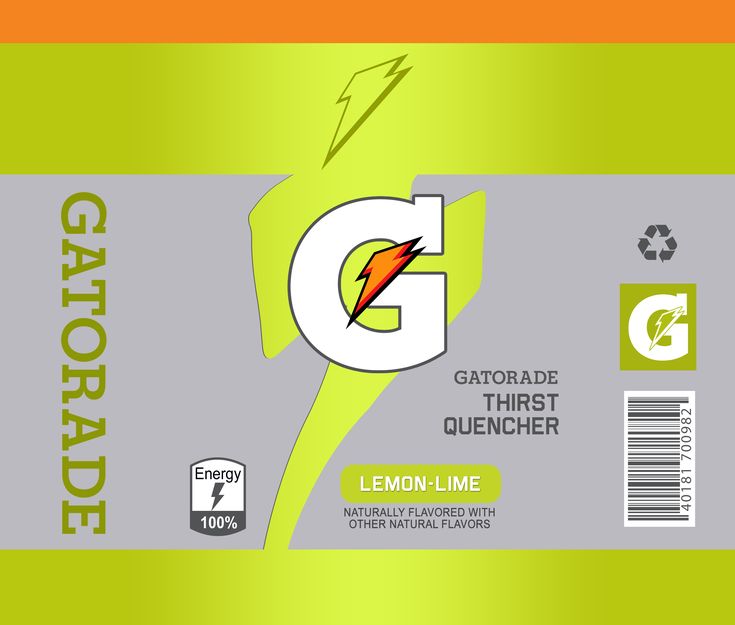 GATORADE
G
GATORADE
THIRST
QUENCHER
Energy
100%
LEMON-LIME
NATURALLY FLAVORED WITH
OTHER NATURAL FLAVORS
G
40181 700982